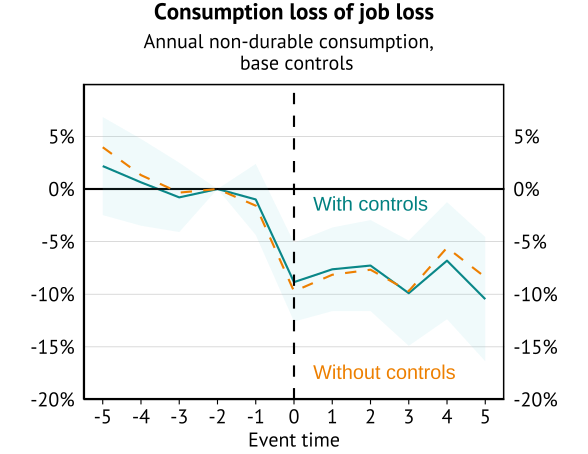 Consumption loss of job loss
Annual non-durable consumption,
base controls
5% 5%
0% 0%
With controls
-5% -5%
-10% -10%
-15% -15%
Without controls
-20% -20%
-5 -4 -3 -2 -1 0 1 2 3 4 5
Event time